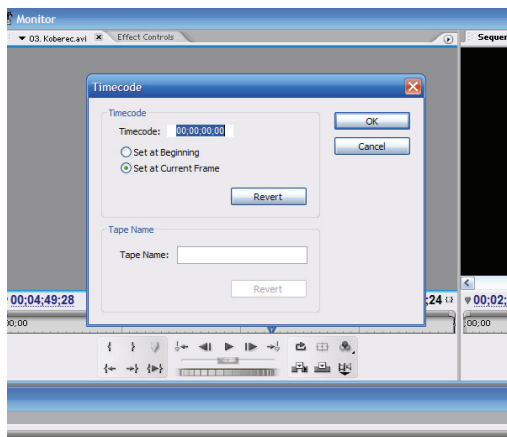 Monitor
03. Koberec.avi Effect Controls
Sequer
Timecode
Timecode
Timecode: 00;00;00;00
Set at Beginning
Set at Current Frame
Revert
OK
Cancel
Tape Name
Tape Name:
Revert
00;04;49;28
;24
00;02;
00;00
;00;00